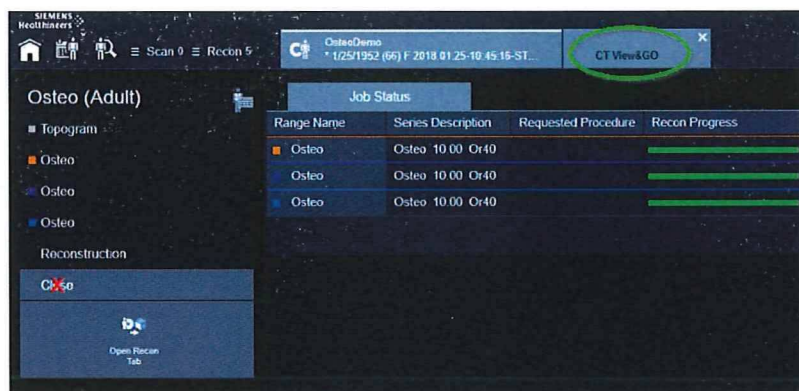 SIEMENS
Healthineers
Scan 0 Recon 5
OsteoDemo
* 1/25/1952 (66) F 2018.01.25-10:45:15-ST...
CT View&GO
Osteo (Adult)
Topogram
Osteo
Osteo
Osteo
Reconstruction
Close
Open Recon
Tab
Job Status
Range Name Series Description Requested Procedure Recon Progress
Osteo Osteo 10.00 Or40
Osteo Osteo 10.00 Or40
Osteo Osteo 10.00 Or40